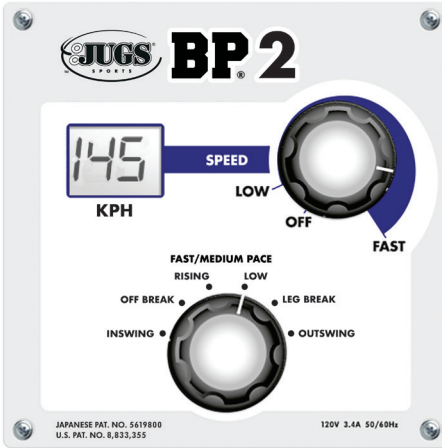 JUGS®
SPORTS
BP.® 2
145
SPEED
KPH
LOW
OFF
FAST
FAST/MEDIUM PACE
RISING
LOW
OFF BREAK
LEG BREAK
INSWING
OUTSWING
JAPANESE PAT. NO. 5619800
U.S. PAT. NO. 8,833,355
120V 3.4A 50/60Hz